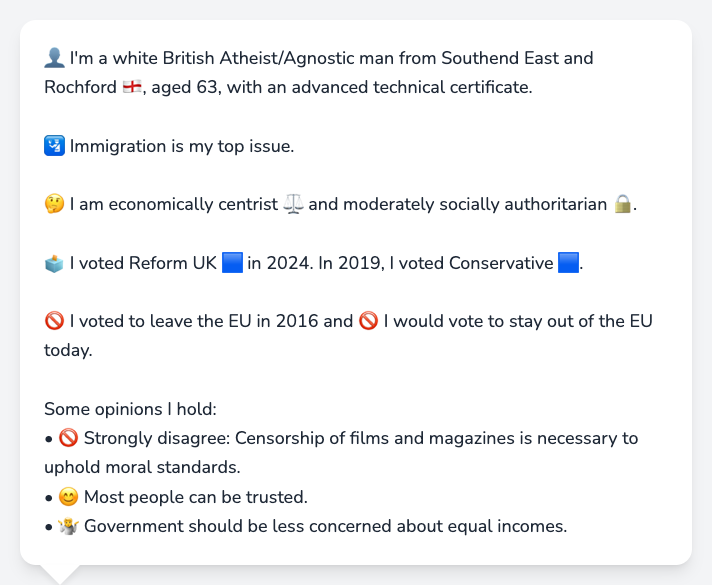 👤 I'm a white British Atheist/Agnostic man from Southend East and
Rochford 🏴󠁧󠁢󠁥󠁮󠁧󠁿, aged 63, with an advanced technical certificate.
🛂 Immigration is my top issue.
🤔 I am economically centrist ⚖️ and moderately socially authoritarian 🔒.
🗳️ I voted Reform UK 🟦 in 2024. In 2019, I voted Conservative 🟦.
🚫 I voted to leave the EU in 2016 and 🚫 I would vote to stay out of the EU
today.
Some opinions I hold:
• 🚫 Strongly disagree: Censorship of films and magazines is necessary to
uphold moral standards.
• 😊 Most people can be trusted.
• 🤷 Government should be less concerned about equal incomes.